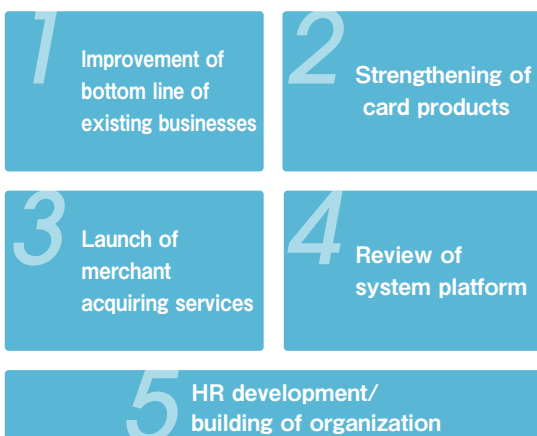 1
Improvement of
bottom line of
existing businesses
2
Strengthening of
card products
3
Launch of
merchant
acquiring services
4
Review of
system platform
5
HR development/
building of organization